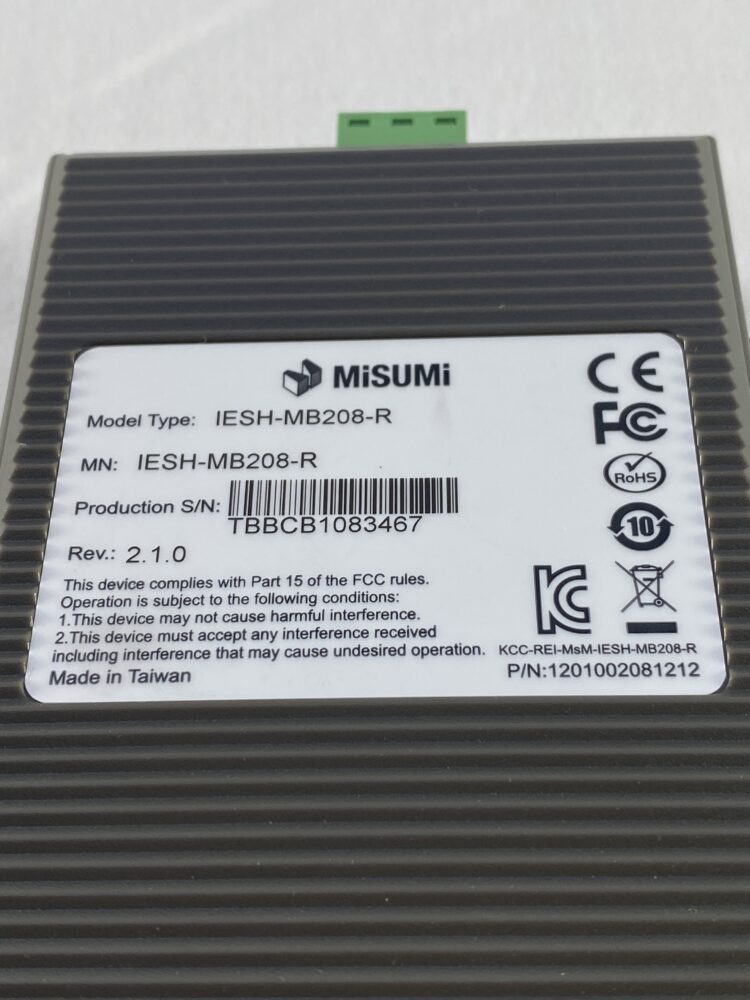 MiSUMi
Model Type: IESH-MB208-R
MN: IESH-MB208-R
Production S/N:
TBBCB1083467
Rev.: 2.1.0
This device complies with Part 15 of the FCC rules.
Operation is subject to the following conditions:
1.This device may not cause harmful interference.
2.This device must accept any interference received
including interference that may cause undesired operation.
Made in Taiwan
CE
FC
RoHS
10
KC
KCC-REI-MsM-IESH-MB208-R
P/N:1201002081212